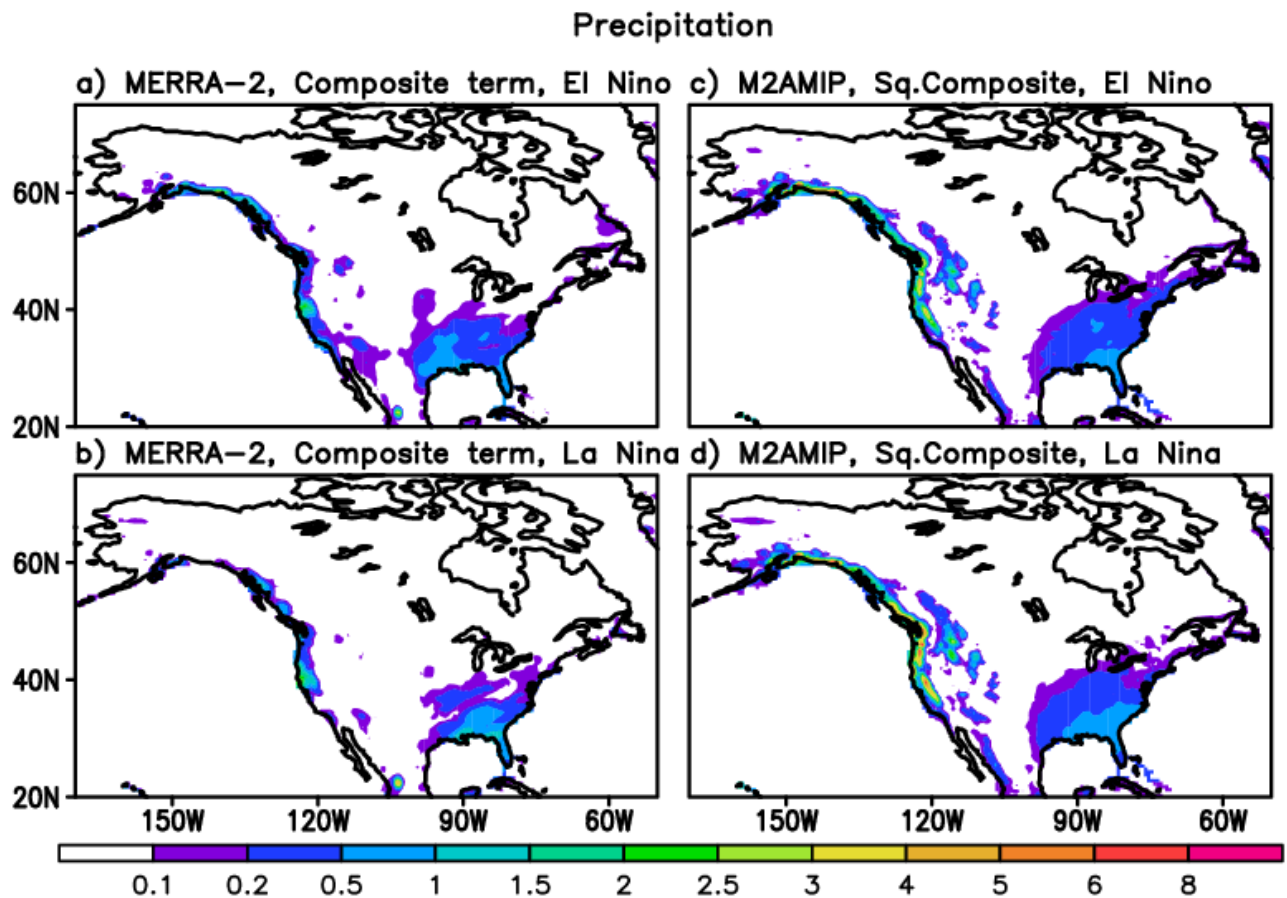 Precipitation
a) MERRA-2, Composite term, El Nino
c) M2AMIP, Sq.Composite, El Nino
60N
40N
20N
b) MERRA-2, Composite term, La Nina
d) M2AMIP, Sq.Composite, La Nina
60N
40N
20N
150W 120W 90W 60W
150W 120W 90W 60W
0.1 0.2 0.5 1 1.5 2 2.5 3 4 5 6 8